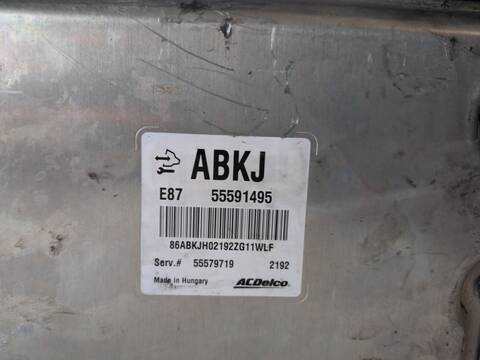 ABKJ
E87 55591495
86ABKJH02192ZG11WLF
Serv.# 55579719 2192
Made in Hungary ACDelco